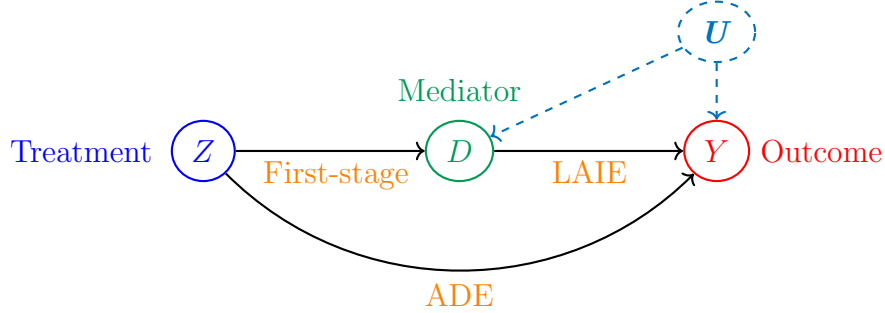 U
Mediator
Treatment Z D Y Outcome
First-stage LAIE
ADE